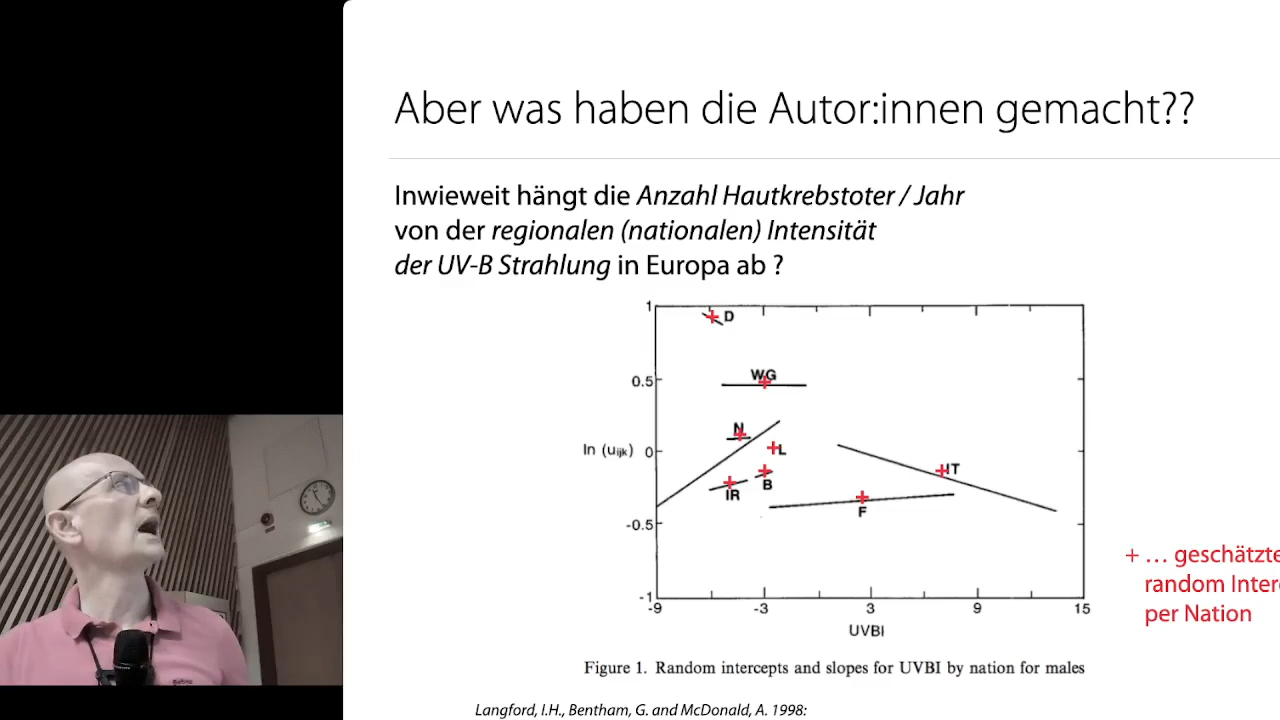 Aber was haben die Autor:innen gemacht??
Inwieweit hängt die Anzahl Hautkrebstoter / Jahr
von der regionalen (nationalen) Intensität
der UV-B Strahlung in Europa ab ?
1
D
0.5
WG
N
L
ln (uijk)
0
IT
B
IR
F
-0.5
-1
-9
-3
3
9
15
UVBI
+ ... geschätzte
random Inter
per Nation
Figure 1. Random intercepts and slopes for UVBI by nation for males
Langford, I.H., Bentham, G. and McDonald, A. 1998: